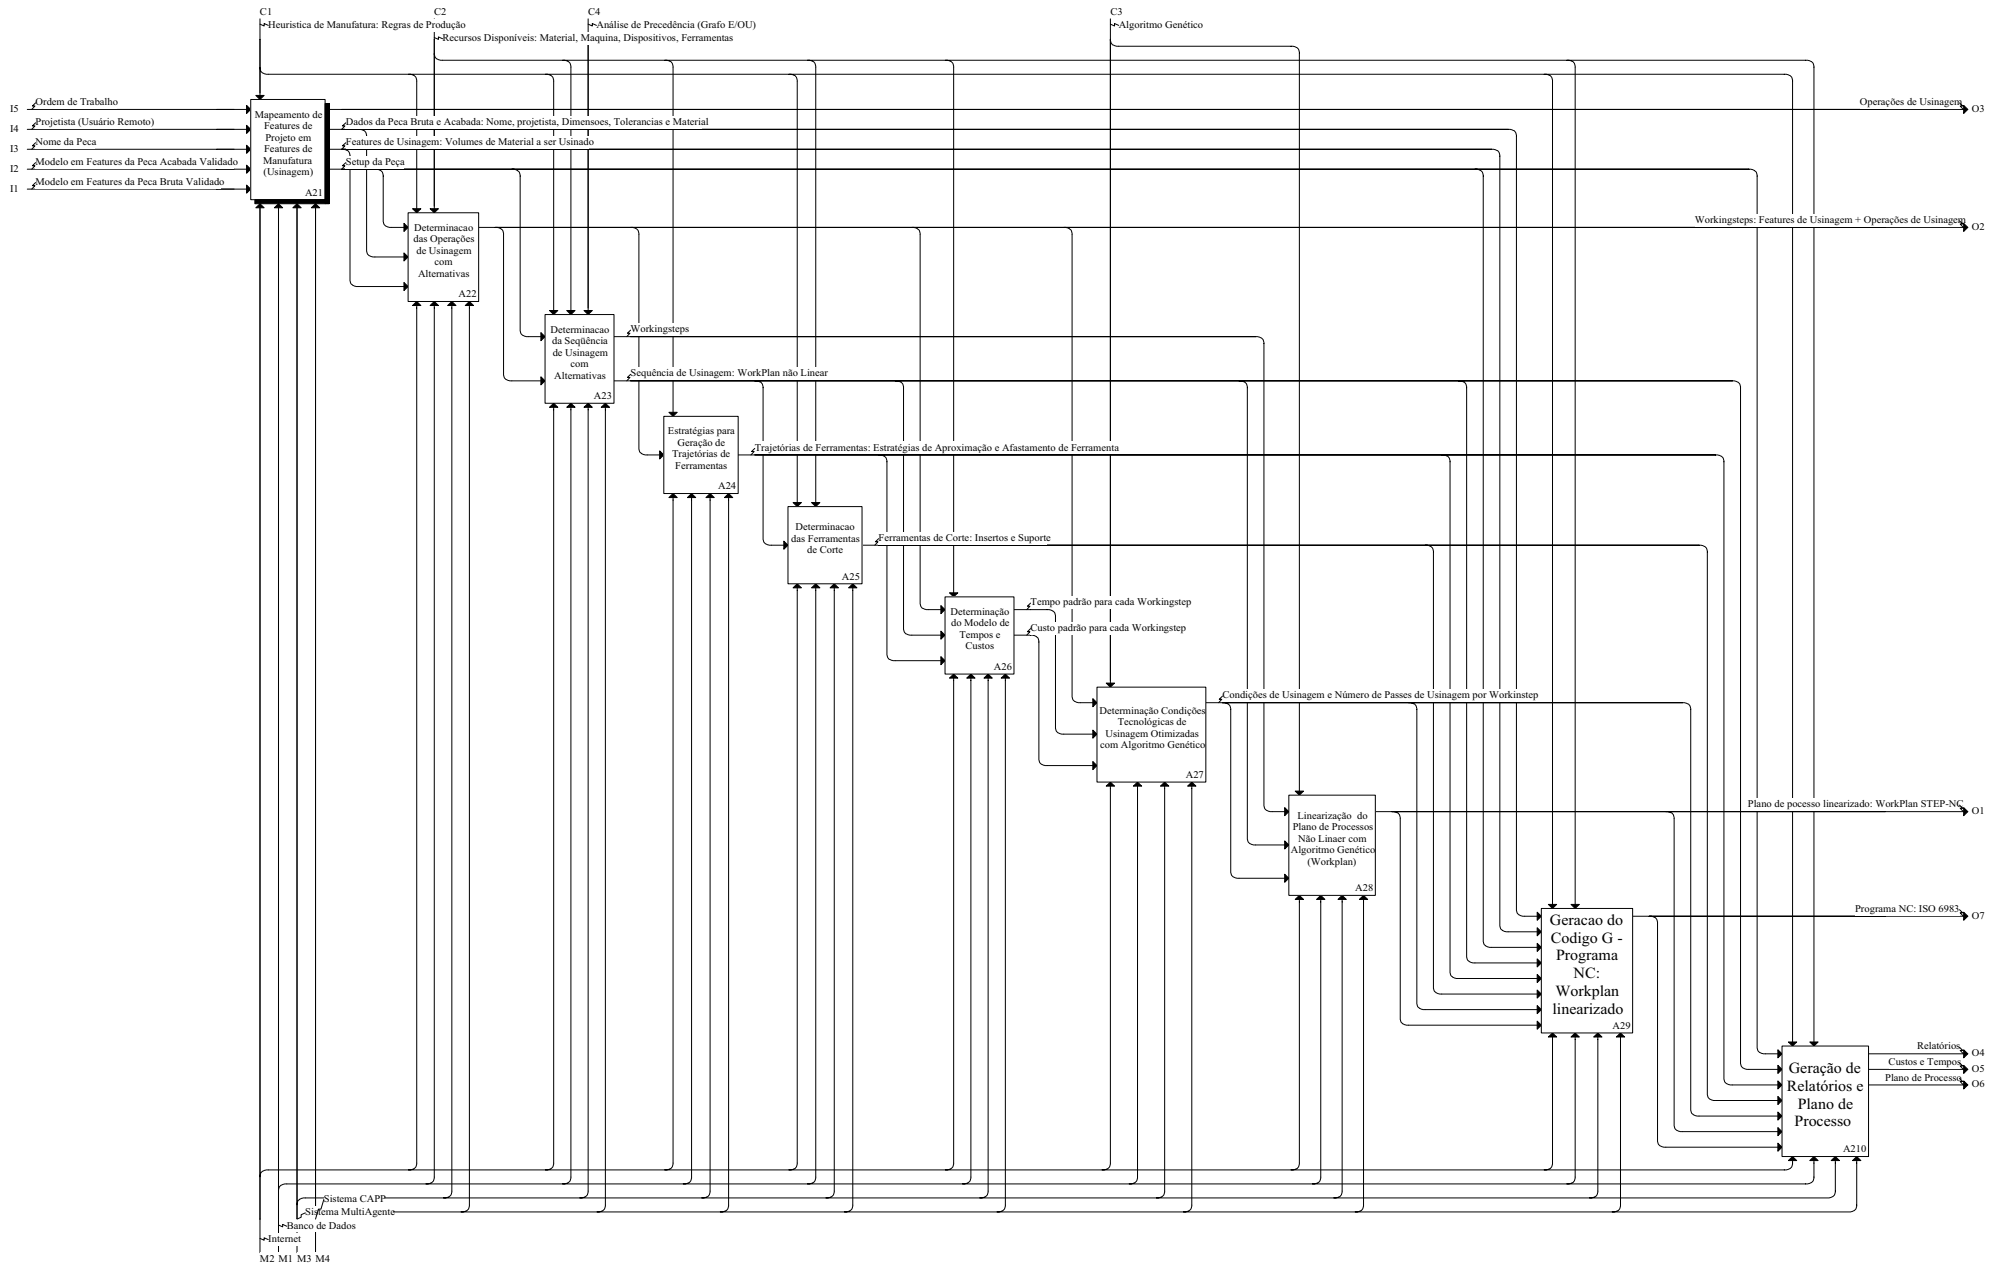 C1
C2
C4
C3
Heuristica de Manufatura: Regras de Produção
Análise de Precedência (Grafo E/OU)
Algoritmo Genético
Recursos Disponíveis: Material, Maquina, Dispositivos, Ferramentas
I5
Ordem de Trabalho
I4
Projetista (Usuário Remoto)
I3
Nome da Peca
I2
Modelo em Features da Peca Acabada Validado
I1
Modelo em Features da Peca Bruta Validado
Mapeamento de
Features de
Projeto em
Features de
Manufatura
(Usinagem)
A21
Operações de Usinagem
O3
Dados da Peca Bruta e Acabada: Nome, projetista, Dimensoes, Tolerancias e Material
Features de Usinagem: Volumes de Material a ser Usinado
Setup da Peça
Determinacao
das Operações
de Usinagem
com
Alternativas
A22
Workingsteps: Features de Usinagem + Operações de Usinagem
O2
Determinacao
da Seqüência
de Usinagem
com
Alternativas
A23
Workingsteps
Sequência de Usinagem: WorkPlan não Linear
Estratégias para
Geração de
Trajetórias de
Ferramentas
A24
Trajetórias de Ferramentas: Estratégias de Aproximação e Afastamento de Ferramenta
Determinacao
das Ferramentas
de Corte
A25
Ferramentas de Corte: Insertos e Suporte
Determinação
do Modelo de
Tempos e
Custos
A26
Tempo padrão para cada Workingstep
Custo padrão para cada Workingstep
Determinação Condições
Tecnológicas de
Usinagem Otimizadas
com Algoritmo Genético
A27
Condições de Usinagem e Número de Passes de Usinagem por Workinstep
Linearização do
Plano de Processos
Não Linaer com
Algoritmo Genético
(Workplan)
A28
Plano de pocesso linearizado: WorkPlan STEP-NC
O1
Geracao do
Codigo G -
Programa
NC:
Workplan
linearizado
A29
Programa NC: ISO 6983
O7
Geração de
Relatórios e
Plano de
Processo
A210
Relatórios
O4
Custos e Tempos
O5
Plano de Processo
O6
Sistema CAPP
Sistema MultiAgente
Banco de Dados
Internet
M2
M1
M3
M4